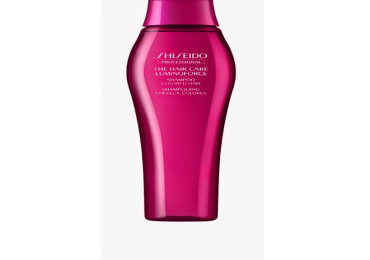 SHISEIDO
PROFESSIONAL
THE HAIR CARE
LUMINOFORCE
SHAMPOO
COLORED HAIR
SHAMPOOING
CHEVEUX COLORÉS